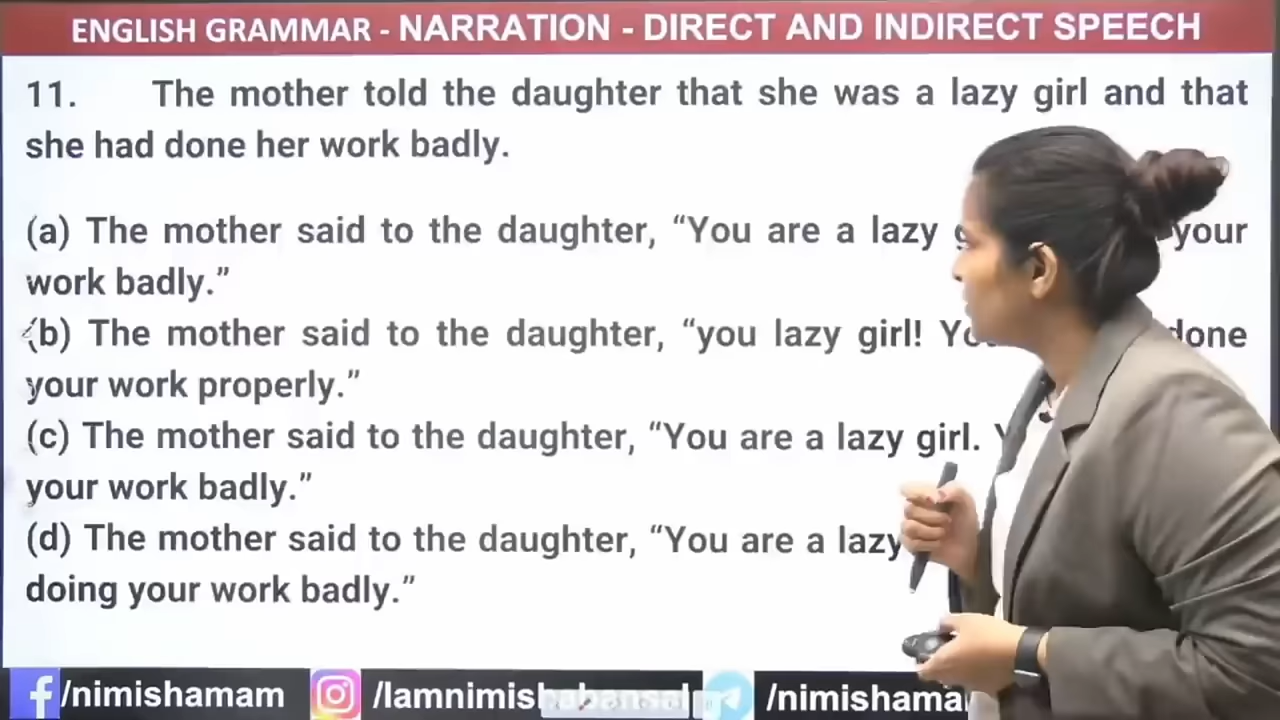 ENGLISH GRAMMAR - NARRATION - DIRECT AND INDIRECT SPEECH
11. The mother told the daughter that she was a lazy girl and that
she had done her work badly.
(a) The mother said to the daughter, “You are a lazy your
work badly.”
(b) The mother said to the daughter, “you lazy girl! done
your work properly.”
(c) The mother said to the daughter, “You are a lazy girl.
your work badly.”
(d) The mother said to the daughter, “You are a lazy
doing your work badly.”
/nimishamam /Iamnimishabansal /nimishamam